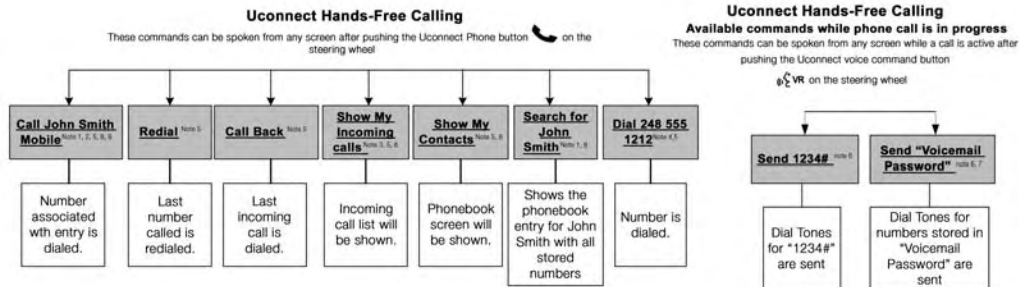 Uconnect Hands-Free Calling
These commands can be spoken from any screen after pushing the Uconnect Phone button on the
steering wheel
Call John Smith
Mobile Note 1, 2, 5, 8, 9
Number
associated
wth entry is
dialed.
Redial Note 5
Last
number
called is
redialed.
Call Back Note 5
Last
incoming
call is
dialed.
Show My
Incoming
calls Note 3, 5, 6
Incoming
call list will
be shown.
Show My
Contacts Note 5, 8
Phonebook
screen will
be shown.
Search for
John
Smith Note 1, 8
Shows the
phonebook
entry for John
Smith with all
stored
numbers
Dial 248 555
1212 Note 4,5
Number is
dialed.
Uconnect Hands-Free Calling
Available commands while phone call is in progress
These commands can be spoken from any screen while a call is active after
pushing the Uconnect voice command button
VR on the steering wheel
Send 1234# note 6
Dial Tones
for "1234#"
are sent
Send "Voicemail
Password" note 6, 7
Dial Tones for
numbers stored in
"Voicemail
Password" are
sent